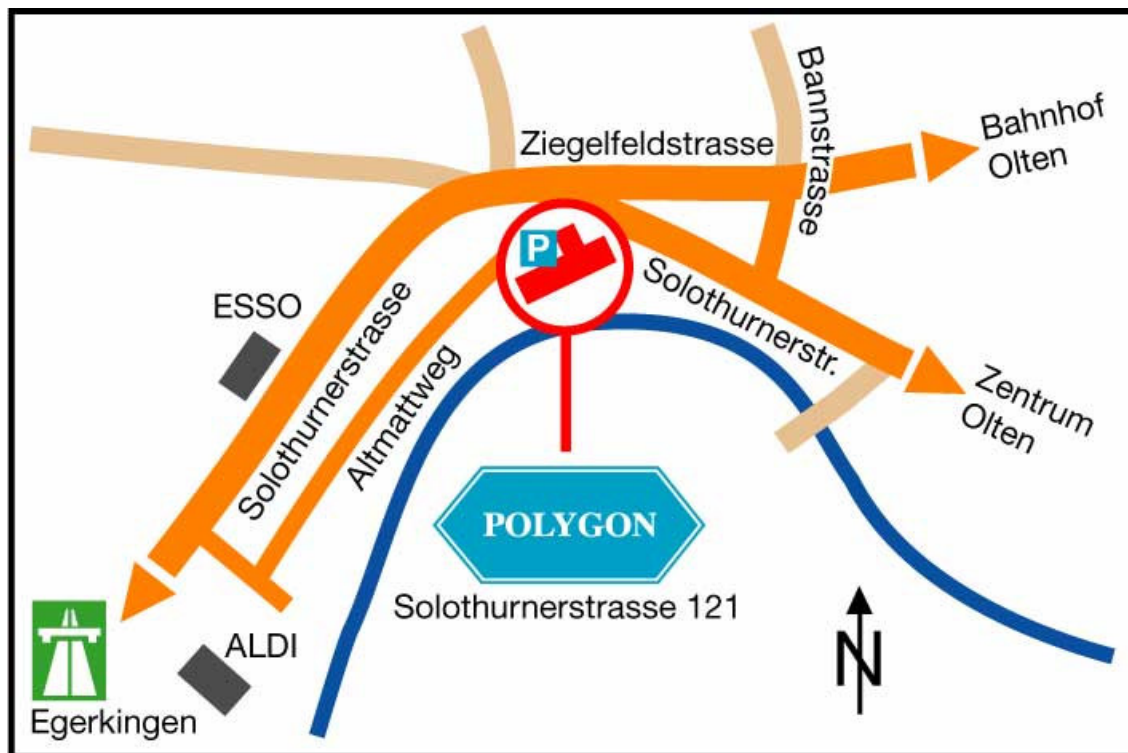 Bannstrasse
Bahnhof
Olten
Ziegelfeldstrasse
P
ESSO
Solothurnerstrasse
Altmattweg
Solothurnerstr.
Zentrum
Olten
POLYGON
Solothurnerstrasse 121
ALDI
N
Egerkingen